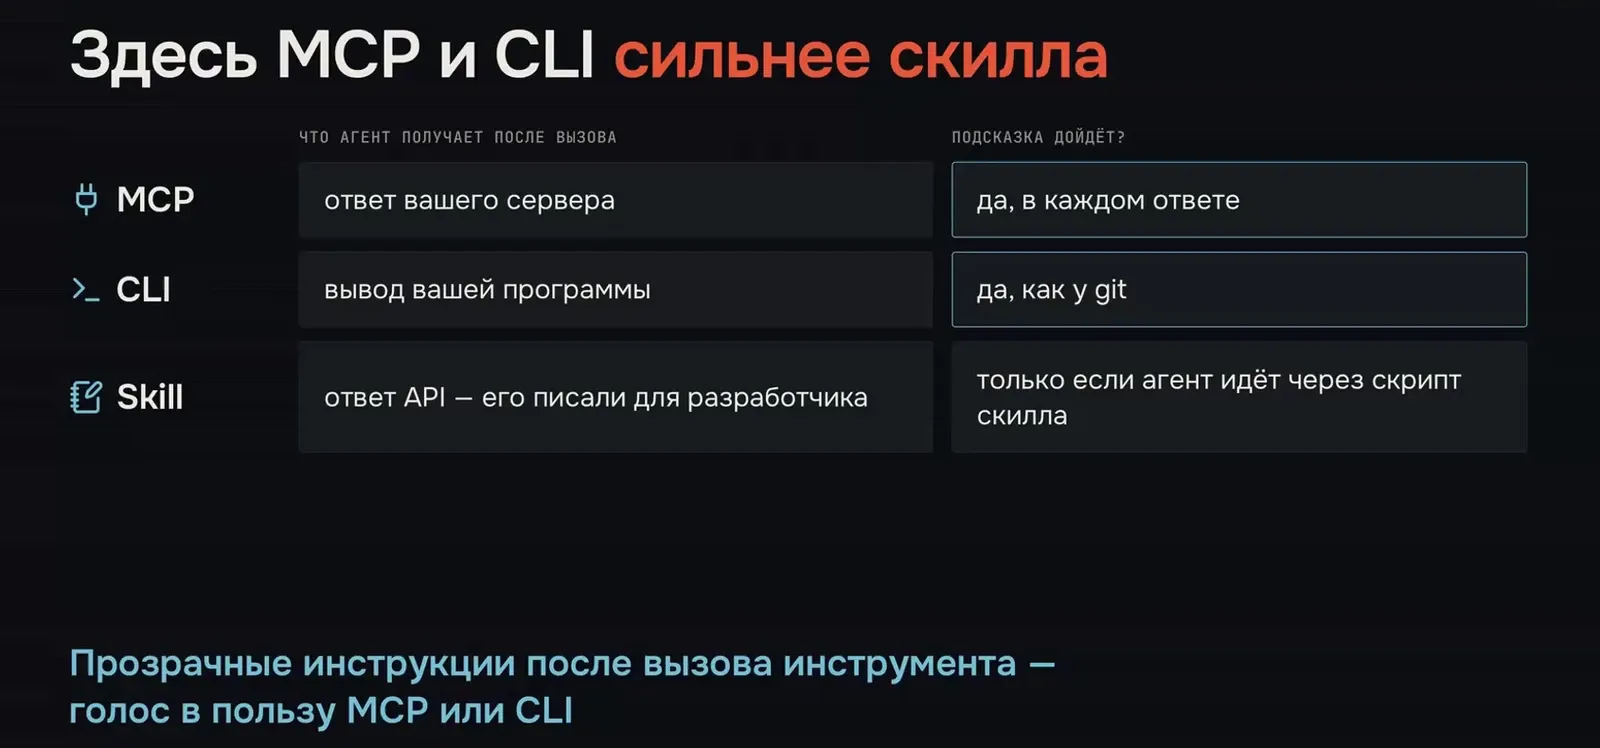 Здесь MCP и CLI сильнее скилла
ЧТО АГЕНТ ПОЛУЧАЕТ ПОСЛЕ ВЫЗОВА
ПОДСКАЗКА ДОЙДЁТ?
MCP
ответ вашего сервера
да, в каждом ответе
CLI
вывод вашей программы
да, как у git
Skill
ответ API — его писали для разработчика
только если агент идёт через скрипт
скилла
Прозрачные инструкции после вызова инструмента —
голос в пользу MCP или CLI